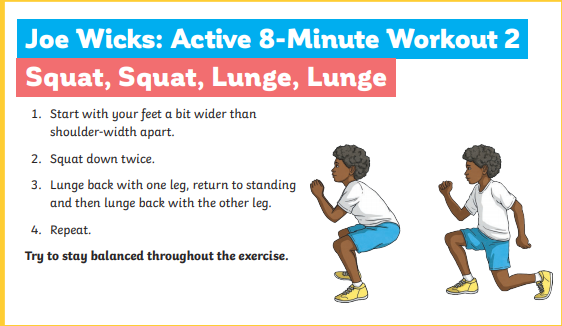 Joe Wicks: Active 8-Minute Workout 2
Squat, Squat, Lunge, Lunge
1. Start with your feet a bit wider than
shoulder-width apart.
2. Squat down twice.
3. Lunge back with one leg, return to standing
and then lunge back with the other leg.
4. Repeat.
Try to stay balanced throughout the exercise.